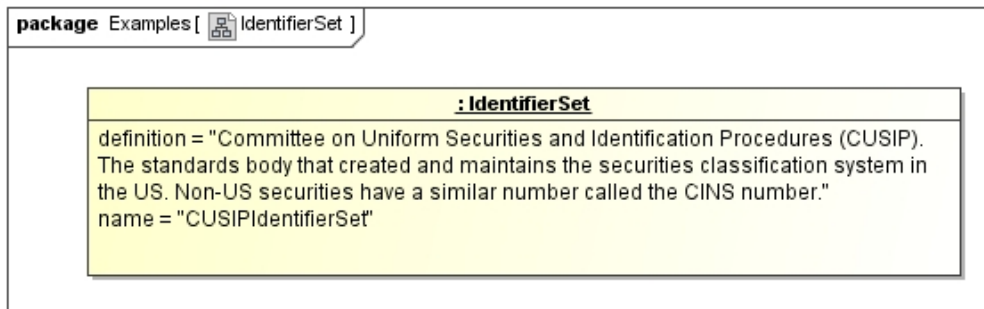 package Examples [ IdentifierSet ]
: IdentifierSet
definition = "Committee on Uniform Securities and Identification Procedures (CUSIP).
The standards body that created and maintains the securities classification system in
the US. Non-US securities have a similar number called the CINS number."
name = "CUSIPIdentifierSet"